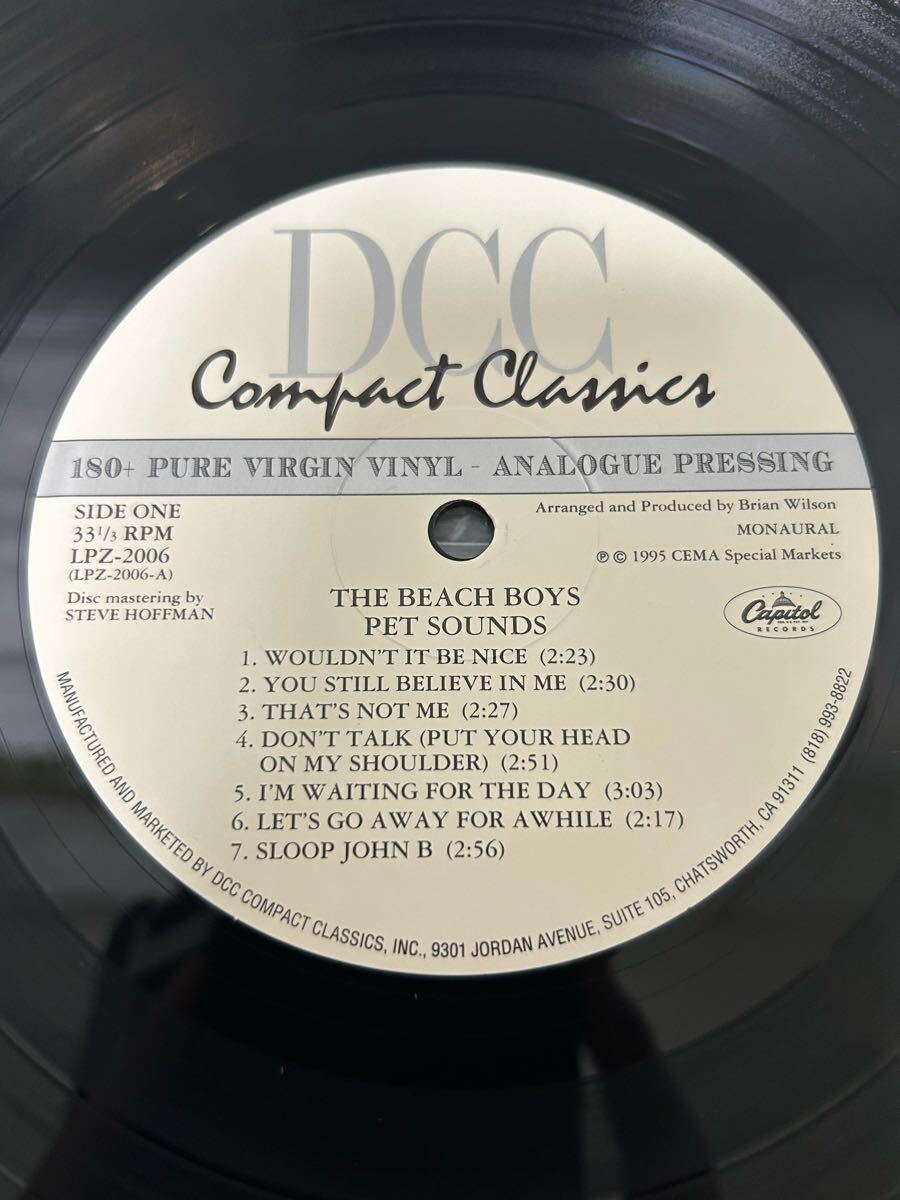 DCC
Compact Classics
180+ PURE VIRGIN VINYL - ANALOGUE PRESSING
SIDE ONE
33 1/3 RPM
LPZ-2006
(LPZ-2006-A)
Disc mastering by
STEVE HOFFMAN
Arranged and Produced by Brian Wilson
MONAURAL
℗ © 1995 CEMA Special Markets
Capitol
RECORDS
THE BEACH BOYS
PET SOUNDS
1. WOULDN'T IT BE NICE (2:23)
2. YOU STILL BELIEVE IN ME (2:30)
3. THAT'S NOT ME (2:27)
4. DON'T TALK (PUT YOUR HEAD
ON MY SHOULDER) (2:51)
5. I'M WAITING FOR THE DAY (3:03)
6. LET'S GO AWAY FOR AWHILE (2:17)
7. SLOOP JOHN B (2:56)
MANUFACTURED AND MARKETED BY DCC COMPACT CLASSICS, INC., 9301 JORDAN AVENUE, SUITE 105, CHATSWORTH, CA 91311 (818) 993-8822